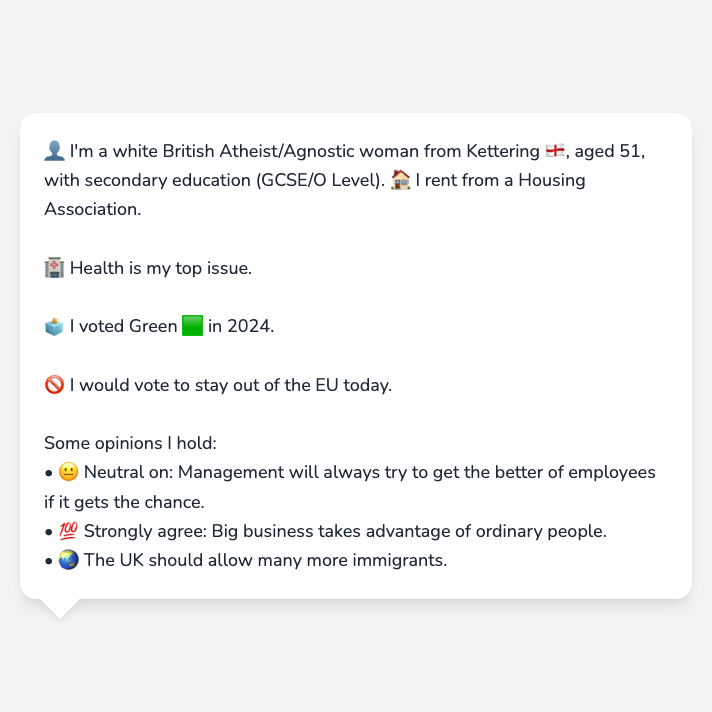 👤 I'm a white British Atheist/Agnostic woman from Kettering 🏴󠁧󠁢󠁥󠁮󠁧󠁿, aged 51,
with secondary education (GCSE/O Level). 🏠 I rent from a Housing
Association.
🏥 Health is my top issue.
🗳️ I voted Green 🟩 in 2024.
🚫 I would vote to stay out of the EU today.
Some opinions I hold:
• 😐 Neutral on: Management will always try to get the better of employees
if it gets the chance.
• 💯 Strongly agree: Big business takes advantage of ordinary people.
• 🌏 The UK should allow many more immigrants.